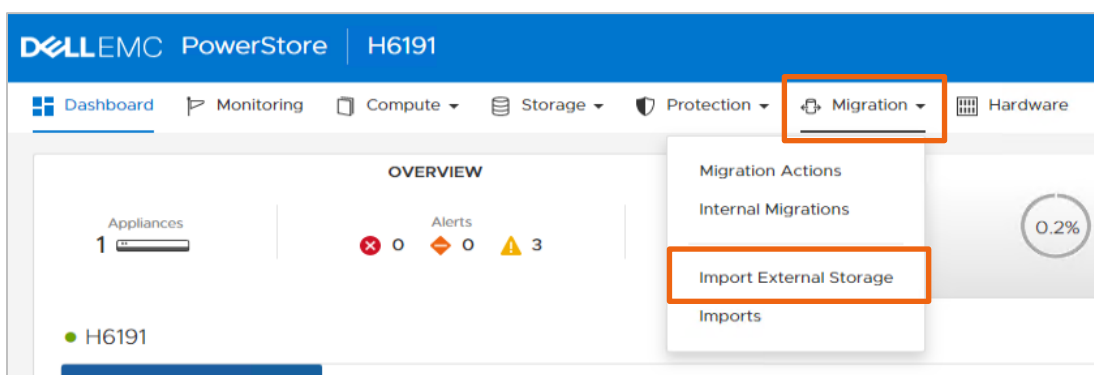 DELLEMC PowerStore H6191
Dashboard Monitoring Compute Storage Protection Migration Hardware
OVERVIEW
Migration Actions
Internal Migrations
Appliances
1
Alerts
0 0 3
0.2%
Import External Storage
Imports
H6191